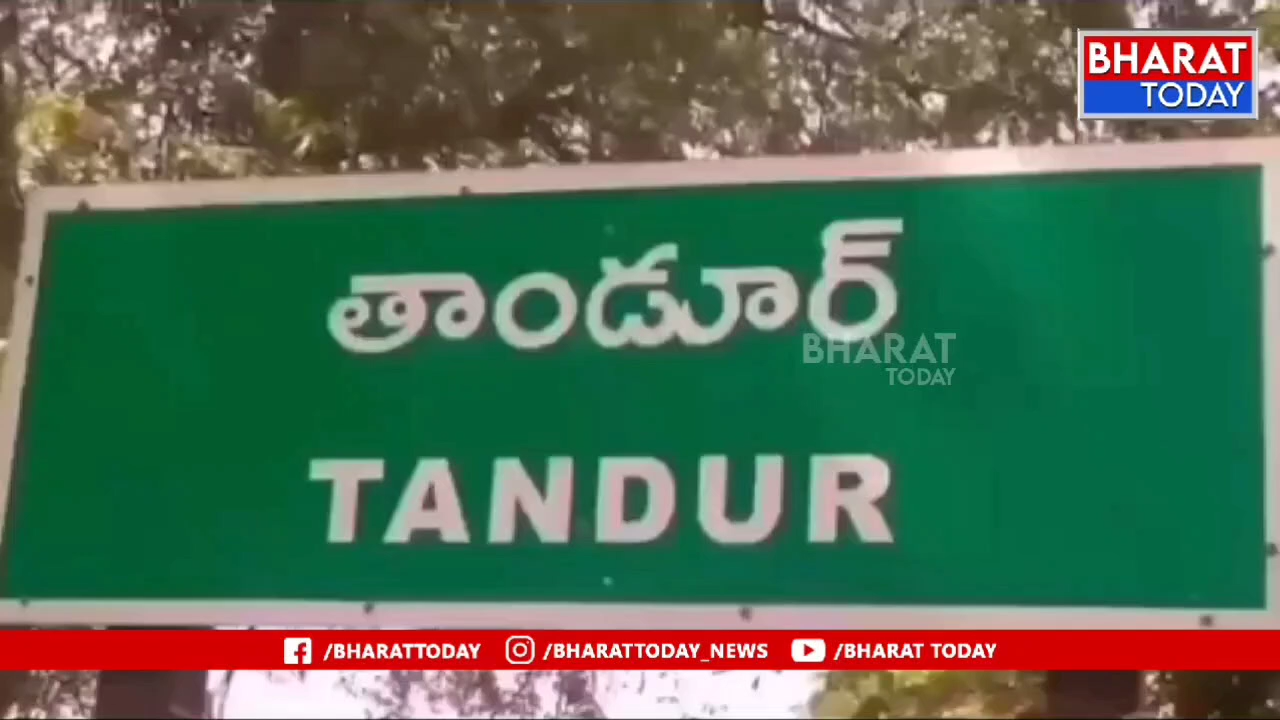 BHARAT
TODAY
తాండూర్
BHARAT
TODAY
TANDUR
/BHARATTODAY /BHARATTODAY_NEWS /BHARAT TODAY